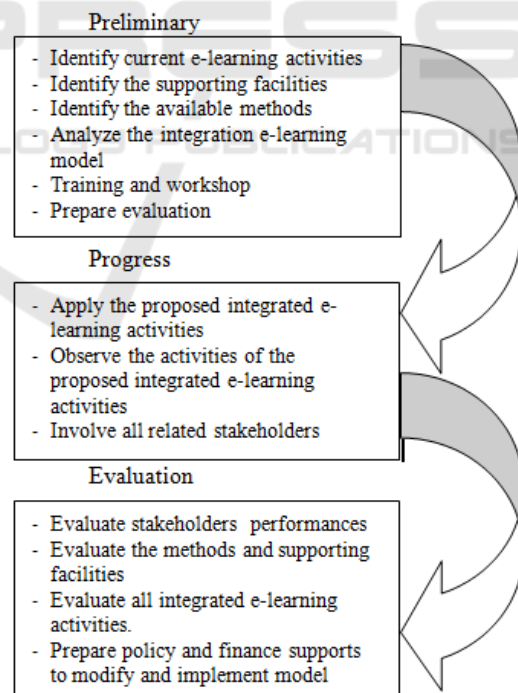 Preliminary
- Identify current e-learning activities
- Identify the supporting facilities
- Identify the available methods
- Analyze the integration e-learning
model
- Training and workshop
- Prepare evaluation
Progress
- Apply the proposed integrated e-
learning activities
- Observe the activities of the
proposed integrated e-learning
activities
- Involve all related stakeholders
Evaluation
- Evaluate stakeholders performances
- Evaluate the methods and supporting
facilities
- Evaluate all integrated e-learning
activities.
- Prepare policy and finance supports
to modify and implement model